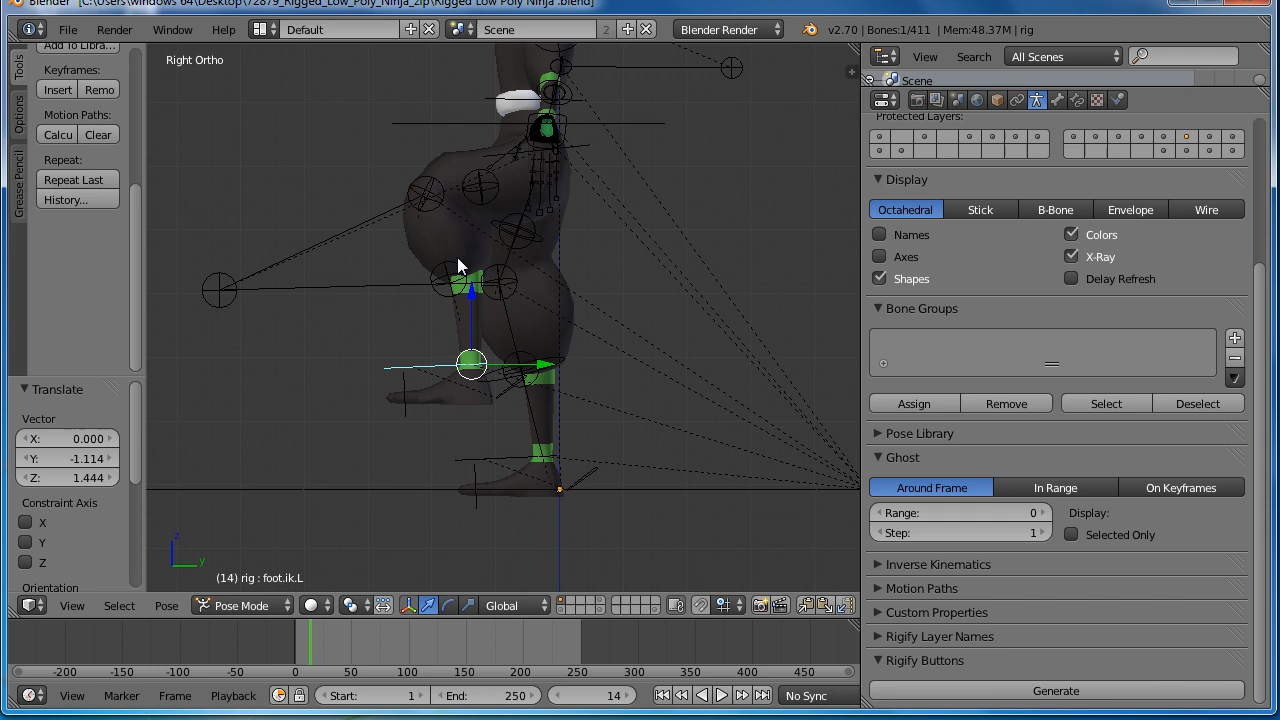 Blender [C:\Users\windows 64\Desktop\72879_Rigged_Low_Poly_Ninja_zip\Rigged Low Poly Ninja .blend]
File Render Window Help Default Scene 2 Blender Render v2.70 | Bones:1/411 | Mem:48.37M | rig
Add To Libra...
Keyframes:
Insert Remo
Motion Paths:
Calcu Clear
Repeat:
Repeat Last
History...
Tools
Options
Grease Pencil
Translate
Vector
X: 0.000
Y: -1.114
Z: 1.444
Constraint Axis
X
Y
Z
Orientation
Right Ortho
z
y
(14) rig : foot.ik.L
View Select Pose Pose Mode Global
-200 -150 -100 -50 0 50 100 150 200 250 300 350 400 450
View Marker Frame Playback Start: 1 End: 250 14 No Sync
View Search All Scenes
Scene
Protected Layers:
Display
Octahedral Stick B-Bone Envelope Wire
Names Colors
Axes X-Ray
Shapes Delay Refresh
Bone Groups
Assign Remove Select Deselect
Pose Library
Ghost
Around Frame In Range On Keyframes
Range: 0 Display:
Step: 1 Selected Only
Inverse Kinematics
Motion Paths
Custom Properties
Rigify Layer Names
Rigify Buttons
Generate